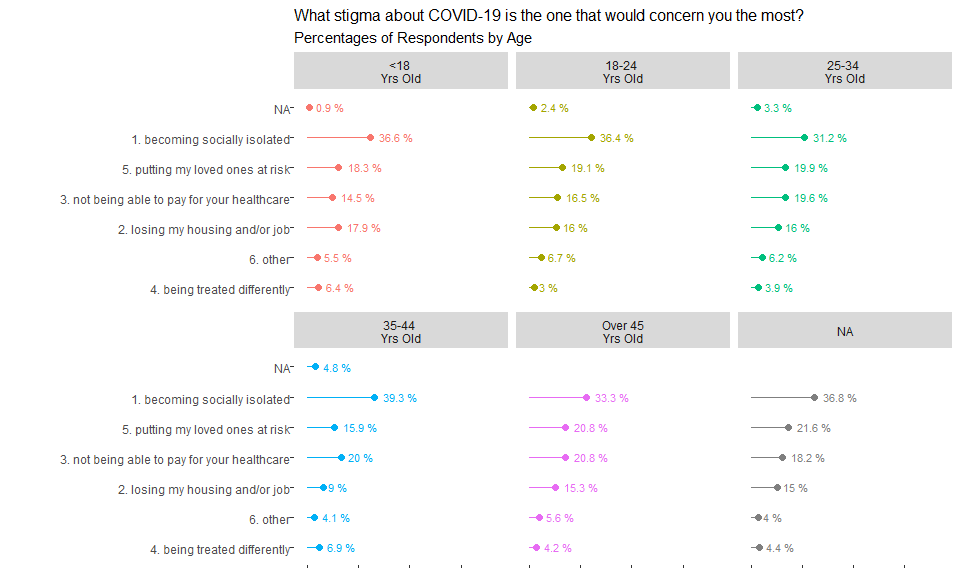 What stigma about COVID-19 is the one that would concern you the most?
Percentages of Respondents by Age
<18
Yrs Old
18-24
Yrs Old
25-34
Yrs Old
NA
0.9 %
2.4 %
3.3 %
1. becoming socially isolated
36.6 %
36.4 %
31.2 %
5. putting my loved ones at risk
18.3 %
19.1 %
19.9 %
3. not being able to pay for your healthcare
14.5 %
16.5 %
19.6 %
2. losing my housing and/or job
17.9 %
16 %
16 %
6. other
5.5 %
6.7 %
6.2 %
4. being treated differently
6.4 %
3 %
3.9 %
35-44
Yrs Old
Over 45
Yrs Old
NA
NA
4.8 %
1. becoming socially isolated
39.3 %
33.3 %
36.8 %
5. putting my loved ones at risk
15.9 %
20.8 %
21.6 %
3. not being able to pay for your healthcare
20 %
20.8 %
18.2 %
2. losing my housing and/or job
9 %
15.3 %
15 %
6. other
4.1 %
5.6 %
4 %
4. being treated differently
6.9 %
4.2 %
4.4 %